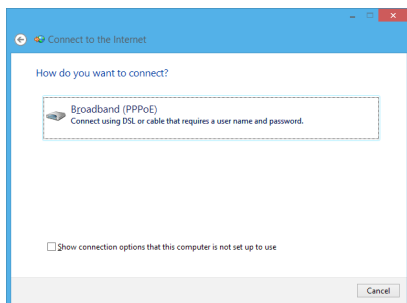 Connect to the Internet
How do you want to connect?
Broadband (PPPoE)
Connect using DSL or cable that requires a user name and password.
Show connection options that this computer is not set up to use
Cancel